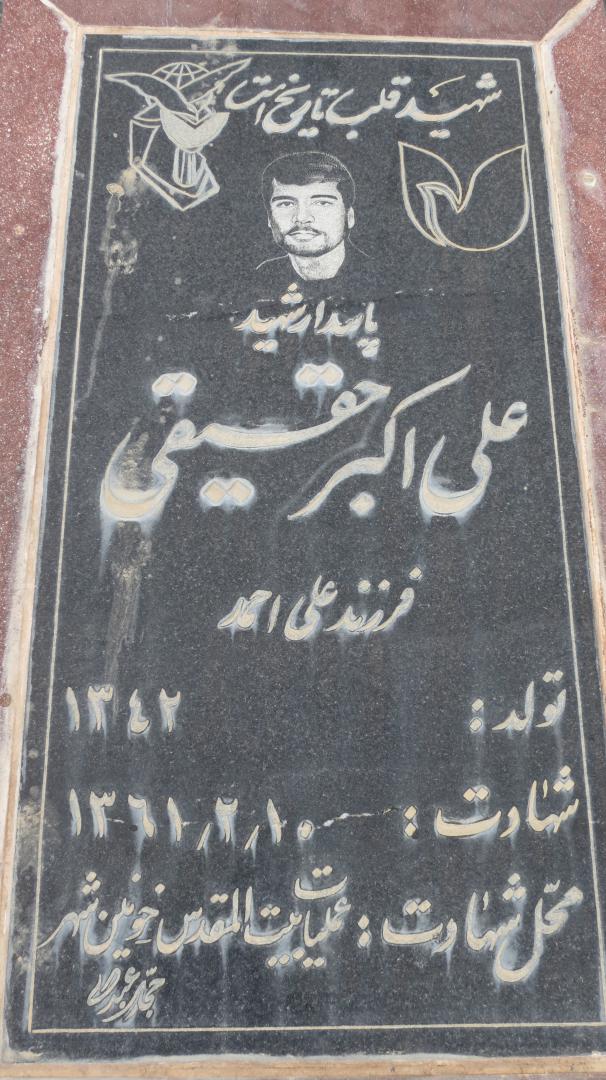 شهید قلب تاریخ است
پاسدار شهید
علی اکبر حقیقی
فرزند علی احمد
تولد : ۱۳۴۲
شهادت : ۱۳۶۱٫۲٫۱۰
محل شهادت : عملیات بیت المقدس خونین شهر